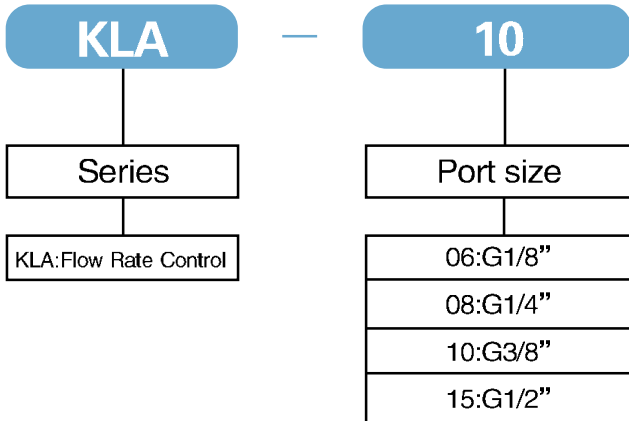 KLA — 10
Series
Port size
KLA:Flow Rate Control
06:G1/8”
08:G1/4”
10:G3/8”
15:G1/2”